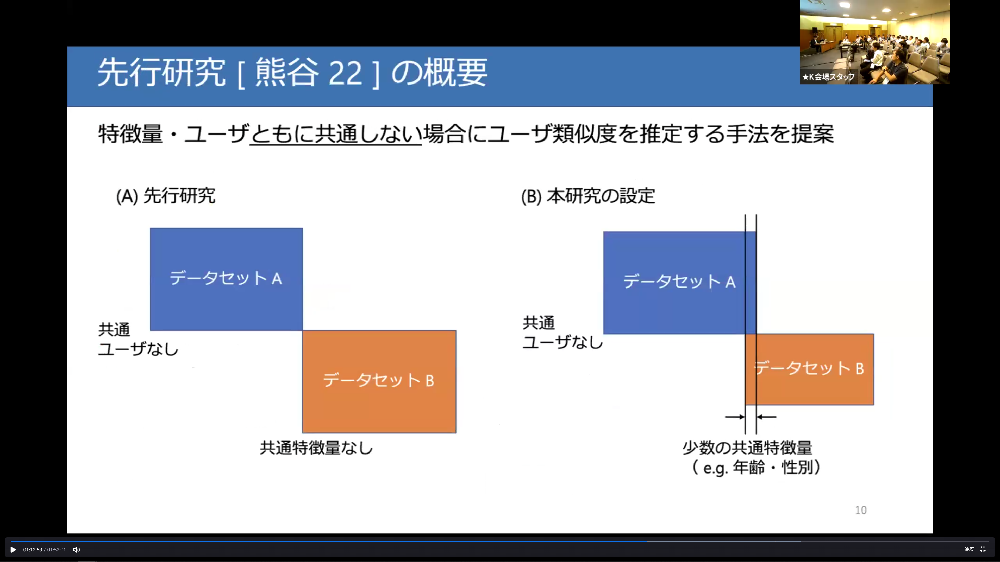 先行研究 [ 熊谷 22 ] の概要
★K会場スタッフ
特徴量・ユーザともに共通しない場合にユーザ類似度を推定する手法を提案
(A) 先行研究
データセット A
共通
ユーザなし
データセット B
共通特徴量なし
(B) 本研究の設定
データセット A
共通
ユーザなし
データセット B
少数の共通特徴量
( e.g. 年齢・性別)
10
01:12:53 / 01:52:01
速度